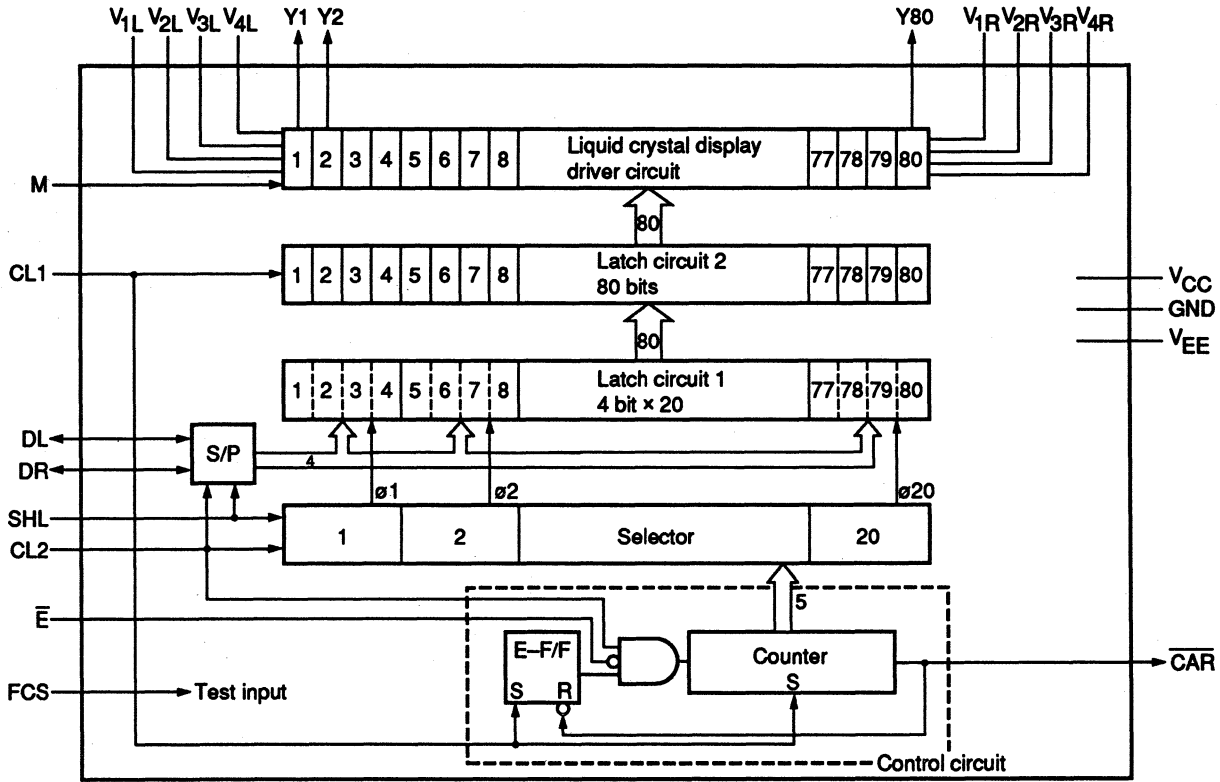 V1L V2L V3L V4L Y1 Y2 Y80 V1R V2R V3R V4R
1 2 3 4 5 6 7 8 Liquid crystal display driver circuit 77 78 79 80
M
80
CL1
1 2 3 4 5 6 7 8 Latch circuit 2 80 bits 77 78 79 80
VCC
GND
VEE
80
1 2 3 4 5 6 7 8 Latch circuit 1 4 bit × 20 77 78 79 80
DL
S/P
4
DR
ø1 ø2 ø20
SHL
1 2 Selector 20
CL2
5
E̅
E–F/F
Counter
C̅A̅R̅
S R S
FCS Test input
Control circuit